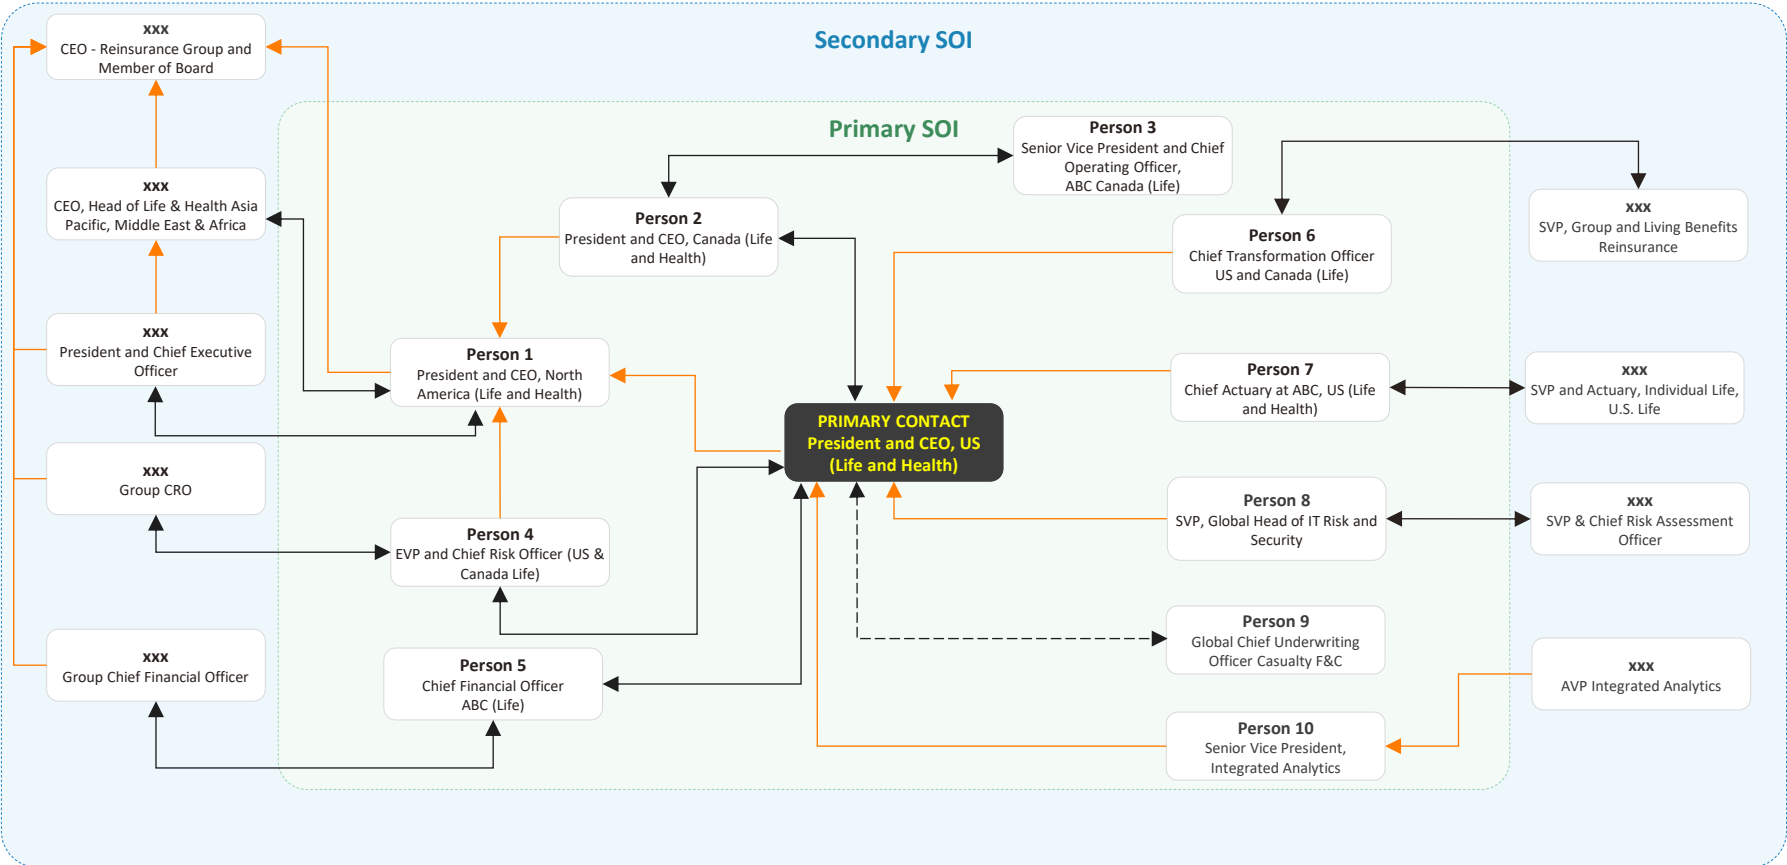 Secondary SOI
xxx
CEO - Reinsurance Group and
Member of Board
xxx
CEO, Head of Life & Health Asia
Pacific, Middle East & Africa
xxx
President and Chief Executive
Officer
xxx
Group CRO
xxx
Group Chief Financial Officer
Primary SOI
Person 3
Senior Vice President and Chief
Operating Officer,
ABC Canada (Life)
Person 2
President and CEO, Canada (Life
and Health)
Person 1
President and CEO, North
America (Life and Health)
PRIMARY CONTACT
President and CEO, US
(Life and Health)
Person 4
EVP and Chief Risk Officer (US &
Canada Life)
Person 5
Chief Financial Officer
ABC (Life)
Person 6
Chief Transformation Officer
US and Canada (Life)
Person 7
Chief Actuary at ABC, US (Life
and Health)
Person 8
SVP, Global Head of IT Risk and
Security
Person 9
Global Chief Underwriting
Officer Casualty F&C
Person 10
Senior Vice President,
Integrated Analytics
xxx
SVP, Group and Living Benefits
Reinsurance
xxx
SVP and Actuary, Individual Life,
U.S. Life
xxx
SVP & Chief Risk Assessment
Officer
xxx
AVP Integrated Analytics